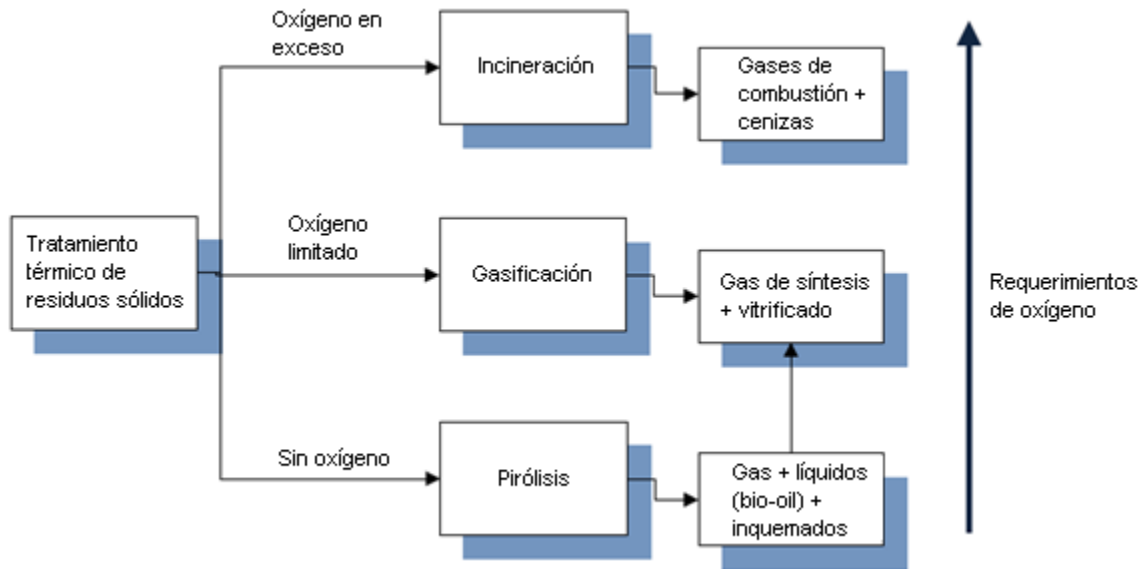 Oxígeno en
exceso
Incineración
Gases de
combustión +
cenizas
Tratamiento
térmico de
residuos sólidos
Oxígeno
limitado
Gasificación
Gas de síntesis
+ vitrificado
Requerimientos
de oxígeno
Sin oxígeno
Pirólisis
Gas + líquidos
(bio-oil) +
inquemados